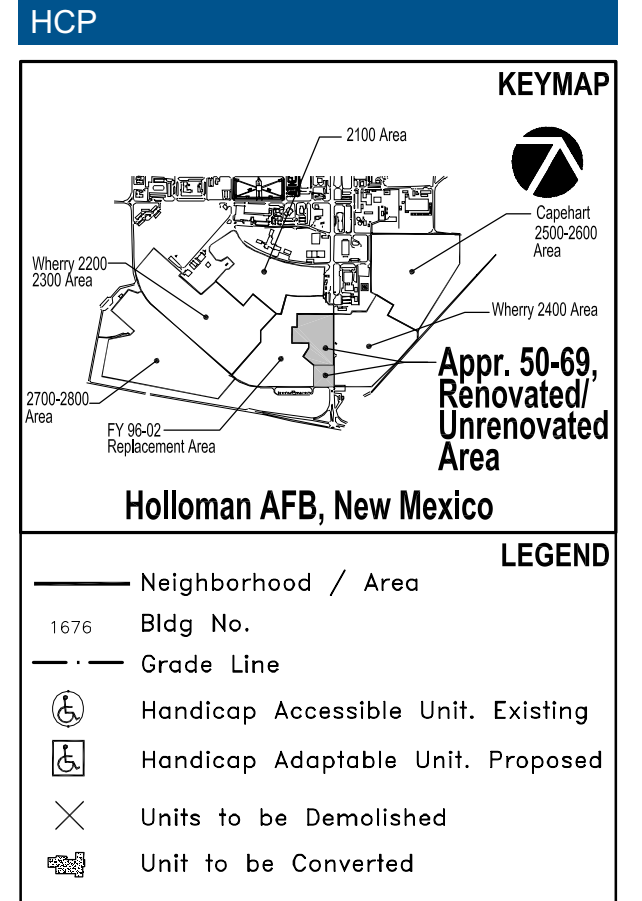 HCP
KEYMAP
2100 Area
Capehart
2500-2600
Area
Wherry 2200
2300 Area
Wherry 2400 Area
Appr. 50-69,
Renovated/
Unrenovated
Area
2700-2800
Area
FY 96-02
Replacement Area
Holloman AFB, New Mexico
LEGEND
Neighborhood / Area
1676 Bldg No.
Grade Line
Handicap Accessible Unit. Existing
Handicap Adaptable Unit. Proposed
Units to be Demolished
Unit to be Converted